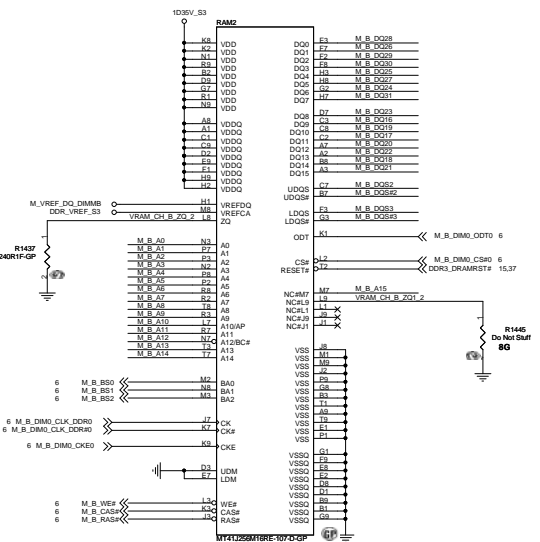 1D35V_S3
RAM2
K8 VDD
K2 VDD
N1 VDD
R9 VDD
B2 VDD
D9 VDD
G7 VDD
R1 VDD
N9 VDD
A8 VDDQ
A1 VDDQ
C1 VDDQ
C9 VDDQ
D2 VDDQ
E9 VDDQ
F1 VDDQ
H9 VDDQ
H2 VDDQ
M_VREF_DQ_DIMMB H1 VREFDQ
DDR_VREF_S3 M8 VREFCA
VRAM_CH_B_ZQ_2 L8 ZQ
R1437
240R1F-GP
1
2
M_B_A0 N3 A0
M_B_A1 P7 A1
M_B_A2 P3 A2
M_B_A3 N2 A3
M_B_A4 P8 A4
M_B_A5 P2 A5
M_B_A6 R8 A6
M_B_A7 R2 A7
M_B_A8 T8 A8
M_B_A9 R3 A9
M_B_A10 L7 A10/AP
M_B_A11 R7 A11
M_B_A12 N7 A12/BC#
M_B_A13 T3 A13
M_B_A14 T7 A14
6 M_B_BS0 M2 BA0
6 M_B_BS1 N8 BA1
6 M_B_BS2 M3 BA2
6 M_B_DIM0_CLK_DDR0 J7 CK
6 M_B_DIM0_CLK_DDR#0 K7 CK#
6 M_B_DIM0_CKE0 K9 CKE
D3 UDM
E7 LDM
6 M_B_WE# L3 WE#
6 M_B_CAS# K3 CAS#
6 M_B_RAS# J3 RAS#
DQ0 E3 M_B_DQ28
DQ1 F7 M_B_DQ26
DQ2 F2 M_B_DQ29
DQ3 F8 M_B_DQ30
DQ4 H3 M_B_DQ25
DQ5 H8 M_B_DQ27
DQ6 G2 M_B_DQ24
DQ7 H7 M_B_DQ31
DQ8 D7 M_B_DQ23
DQ9 C3 M_B_DQ16
DQ10 C8 M_B_DQ19
DQ11 C2 M_B_DQ17
DQ12 A7 M_B_DQ20
DQ13 A2 M_B_DQ22
DQ14 B8 M_B_DQ18
DQ15 A3 M_B_DQ21
UDQS C7 M_B_DQS2
UDQS# B7 M_B_DQS#2
LDQS F3 M_B_DQS3
LDQS# G3 M_B_DQS#3
ODT K1 M_B_DIM0_ODT0 6
CS# L2 M_B_DIM0_CS#0 6
RESET# T2 DDR3_DRAMRST# 15,37
NC#M7 M7 M_B_A15
NC#L9 L9 VRAM_CH_B_ZQ1_2
NC#L1 L1
NC#J9 J9
NC#J1 J1
1
2
R1445
Do Not Stuff
8G
VSS J8
VSS M1
VSS M9
VSS J2
VSS P9
VSS G8
VSS B3
VSS T1
VSS A9
VSS T9
VSS E1
VSS P1
VSSQ G1
VSSQ F9
VSSQ E8
VSSQ E2
VSSQ D8
VSSQ D1
VSSQ B9
VSSQ B1
VSSQ G9
MT41J256M16RE-107-D-GP
GP